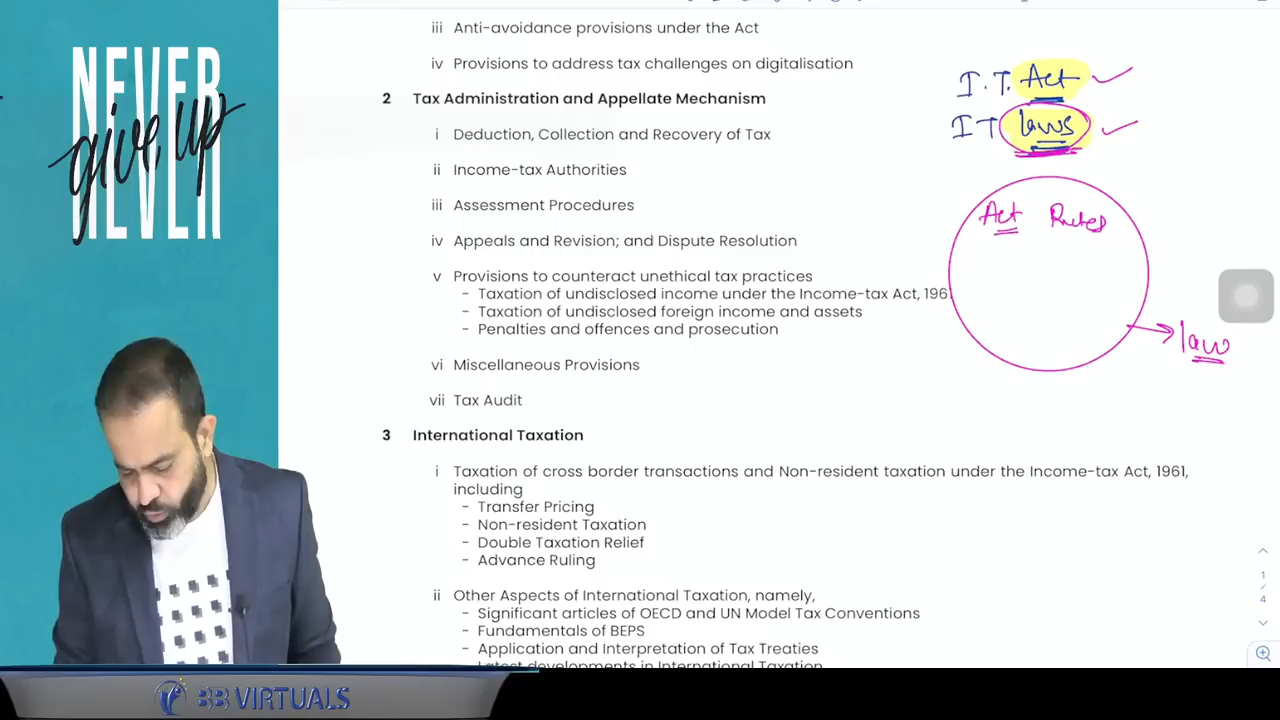 NEVER
give up
NEVER
iii Anti-avoidance provisions under the Act
iv Provisions to address tax challenges on digitalisation
2 Tax Administration and Appellate Mechanism
i Deduction, Collection and Recovery of Tax
ii Income-tax Authorities
iii Assessment Procedures
iv Appeals and Revision; and Dispute Resolution
v Provisions to counteract unethical tax practices
- Taxation of undisclosed income under the Income-tax Act, 196
- Taxation of undisclosed foreign income and assets
- Penalties and offences and prosecution
vi Miscellaneous Provisions
vii Tax Audit
3 International Taxation
i Taxation of cross border transactions and Non-resident taxation under the Income-tax Act, 1961,
including
- Transfer Pricing
- Non-resident Taxation
- Double Taxation Relief
- Advance Ruling
ii Other Aspects of International Taxation, namely,
- Significant articles of OECD and UN Model Tax Conventions
- Fundamentals of BEPS
- Application and Interpretation of Tax Treaties
- Latest developments in International Taxation
I.T. Act
IT laws
Act Rules
law
1
/
4
BB VIRTUALS